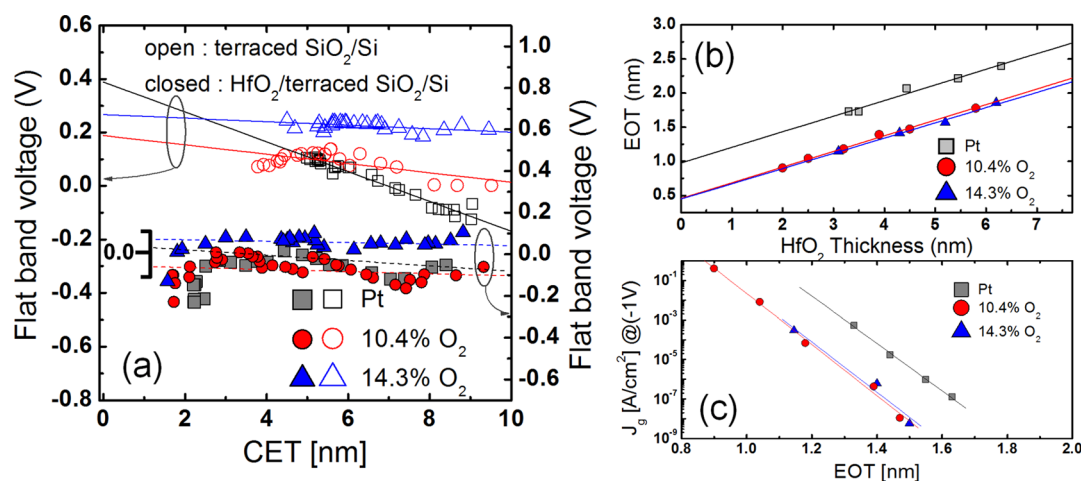 (a)
open : terraced SiO2/Si
closed : HfO2/terraced SiO2/Si
Flat band voltage (V)
0.6
0.4
0.2
0.0
-0.2
-0.4
-0.6
-0.8
0.0
Pt
10.4% O2
14.3% O2
0
2
4
6
8
10
CET [nm]
1.0
0.8
0.6
0.4
0.2
0.0
-0.2
-0.3
-0.6
-0.7
Flat band voltage (V)
(b)
EOT (nm)
3.0
2.5
2.0
1.5
1.0
0.5
Pt
10.4% O2
14.3% O2
0
1
2
3
4
5
6
7
HfO2 Thickness (nm)
(c)
Jg [A/cm2] @(-1V)
10-1
10-3
10-5
10-6
10-7
10-8
10-9
Pt
10.4% O2
14.3% O2
0.8
1.0
1.2
1.4
1.6
1.8
2.0
EOT [nm]